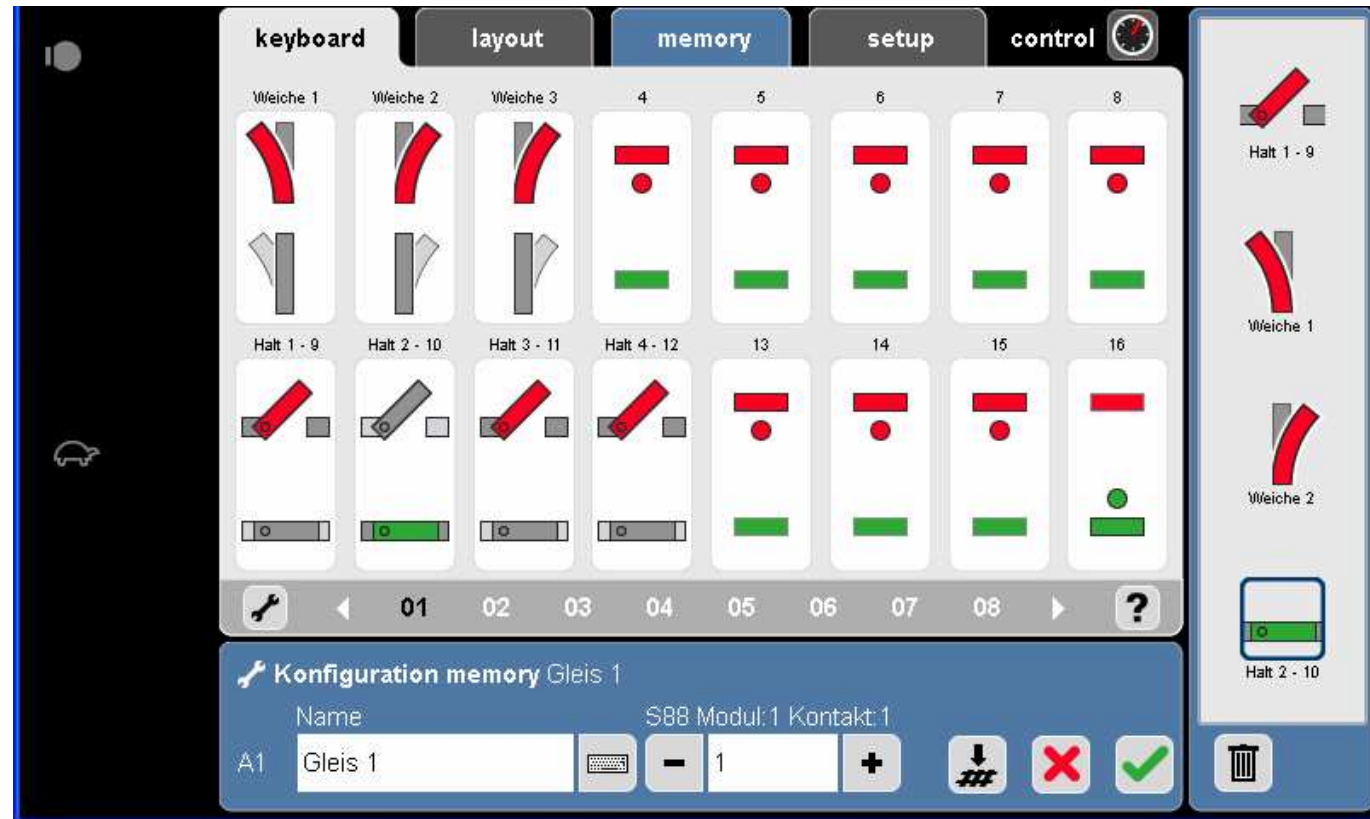 keyboard layout memory setup control
Weiche 1 Weiche 2 Weiche 3 4 5 6 7 8
Halt 1 - 9 Halt 2 - 10 Halt 3 - 11 Halt 4 - 12 13 14 15 16
01 02 03 04 05 06 07 08 ?
Konfiguration memory Gleis 1
Name S88 Modul:1 Kontakt:1
A1 Gleis 1 - 1 +
Halt 1 - 9
Weiche 1
Weiche 2
Halt 2 - 10